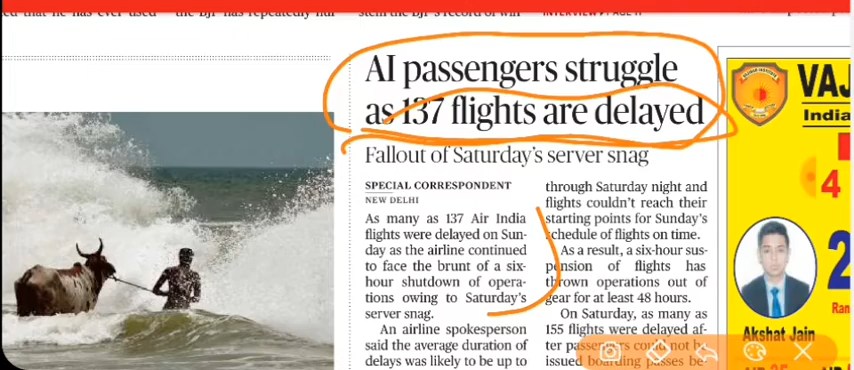 AI passengers struggle
as 137 flights are delayed
Fallout of Saturday's server snag
SPECIAL CORRESPONDENT
NEW DELHI
As many as 137 Air India
flights were delayed on Sun-
day as the airline continued
to face the brunt of a six-
hour shutdown of opera-
tions owing to Saturday's
server snag.
An airline spokesperson
said the average duration of
delays was likely to be up to
through Saturday night and
flights couldn't reach their
starting points for Sunday's
schedule of flights on time.
As a result, a six-hour sus-
pension of flights has
thrown operations out of
gear for at least 48 hours.
On Saturday, as many as
155 flights were delayed af-
ter passengers could not be
issued boarding passes be-
VAJ
India
4
2
Ran
Akshat Jain